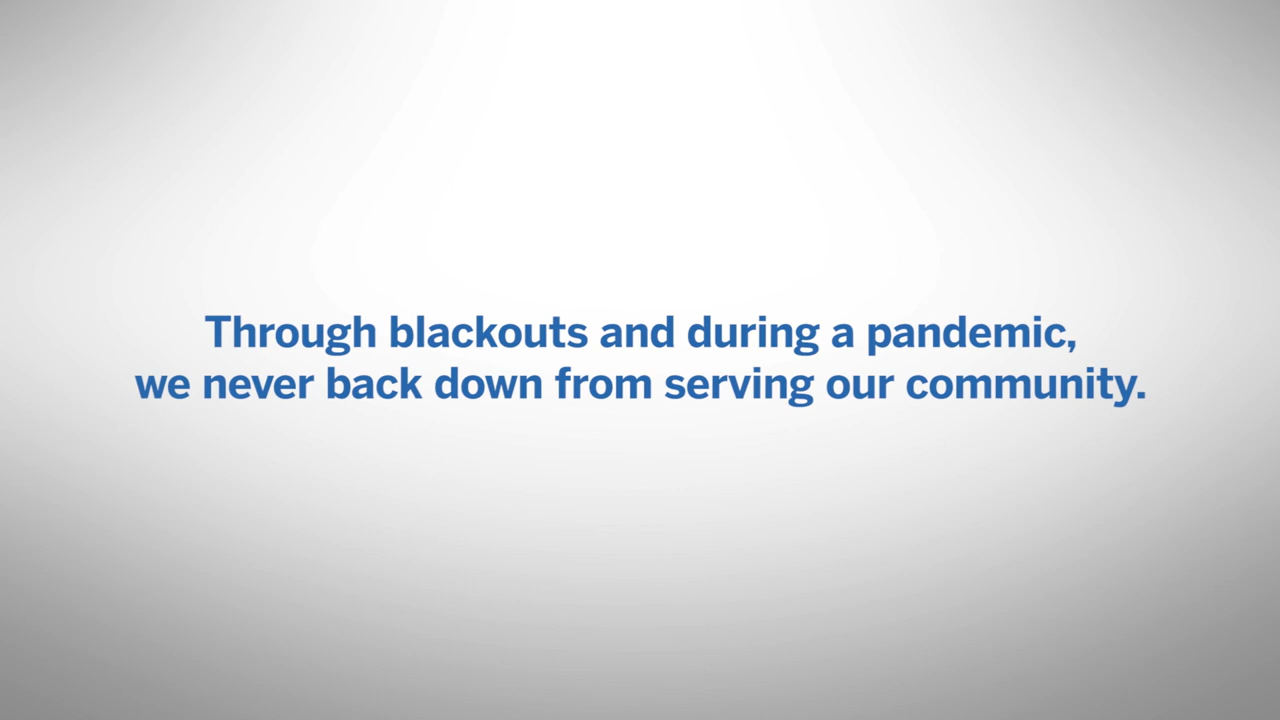 Through blackouts and during a pandemic,
we never back down from serving our community.